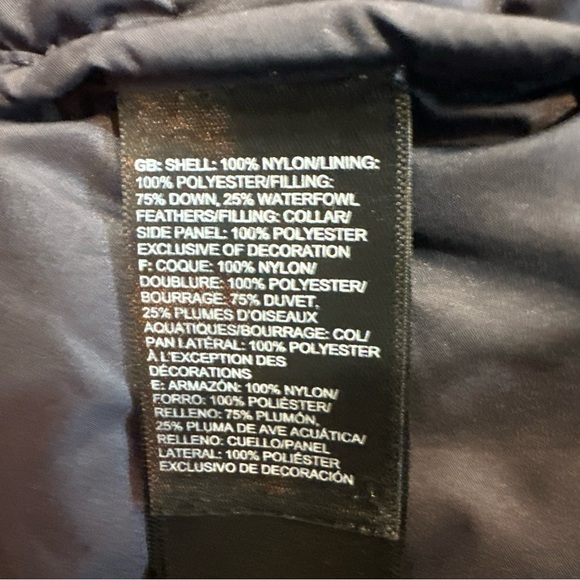 GB: SHELL: 100% NYLON/LINING:
100% POLYESTER/FILLING:
75% DOWN, 25% WATERFOWL
FEATHERS/FILLING: COLLAR/
SIDE PANEL: 100% POLYESTER
EXCLUSIVE OF DECORATION
F: COQUE: 100% NYLON/
DOUBLURE: 100% POLYESTER/
BOURRAGE: 75% DUVET,
25% PLUMES D'OISEAUX
AQUATIQUES/BOURRAGE: COL/
PAN LATÉRAL: 100% POLYESTER
À L'EXCEPTION DES
DÉCORATIONS
E: ARMAZÓN: 100% NYLON/
FORRO: 100% POLIÉSTER/
RELLENO: 75% PLUMÓN,
25% PLUMA DE AVE ACUÁTICA/
RELLENO: CUELLO/PANEL
LATERAL: 100% POLIÉSTER
EXCLUSIVO DE DECORACIÓN